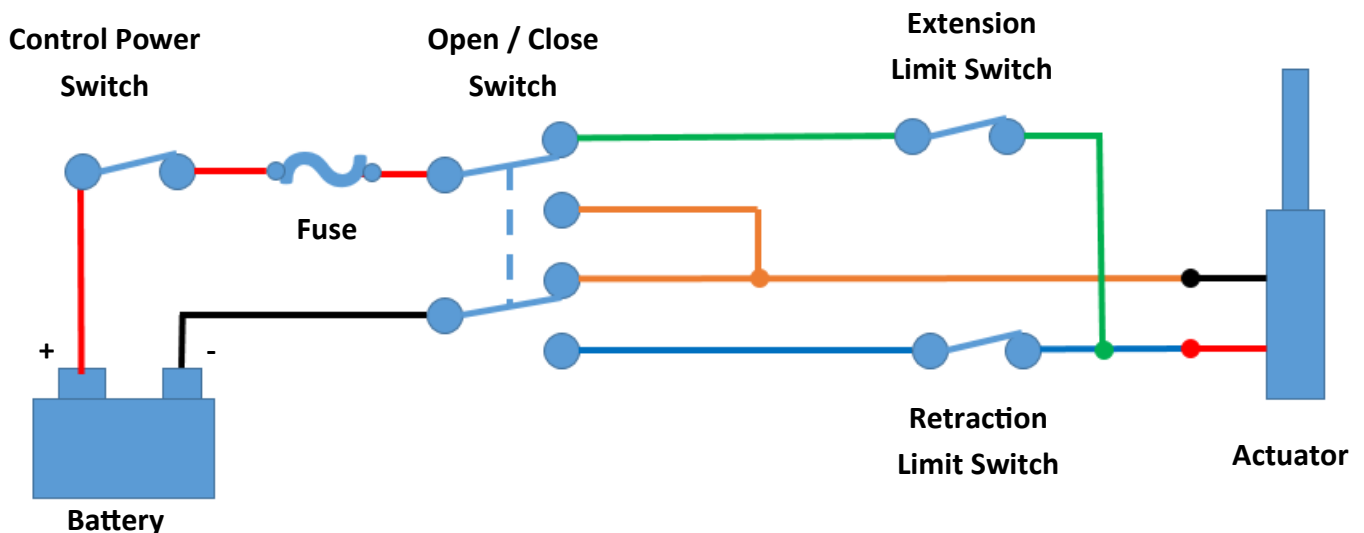 Control Power
Switch
Open / Close
Switch
Extension
Limit Switch
Fuse
+
-
Retraction
Limit Switch
Actuator
Battery